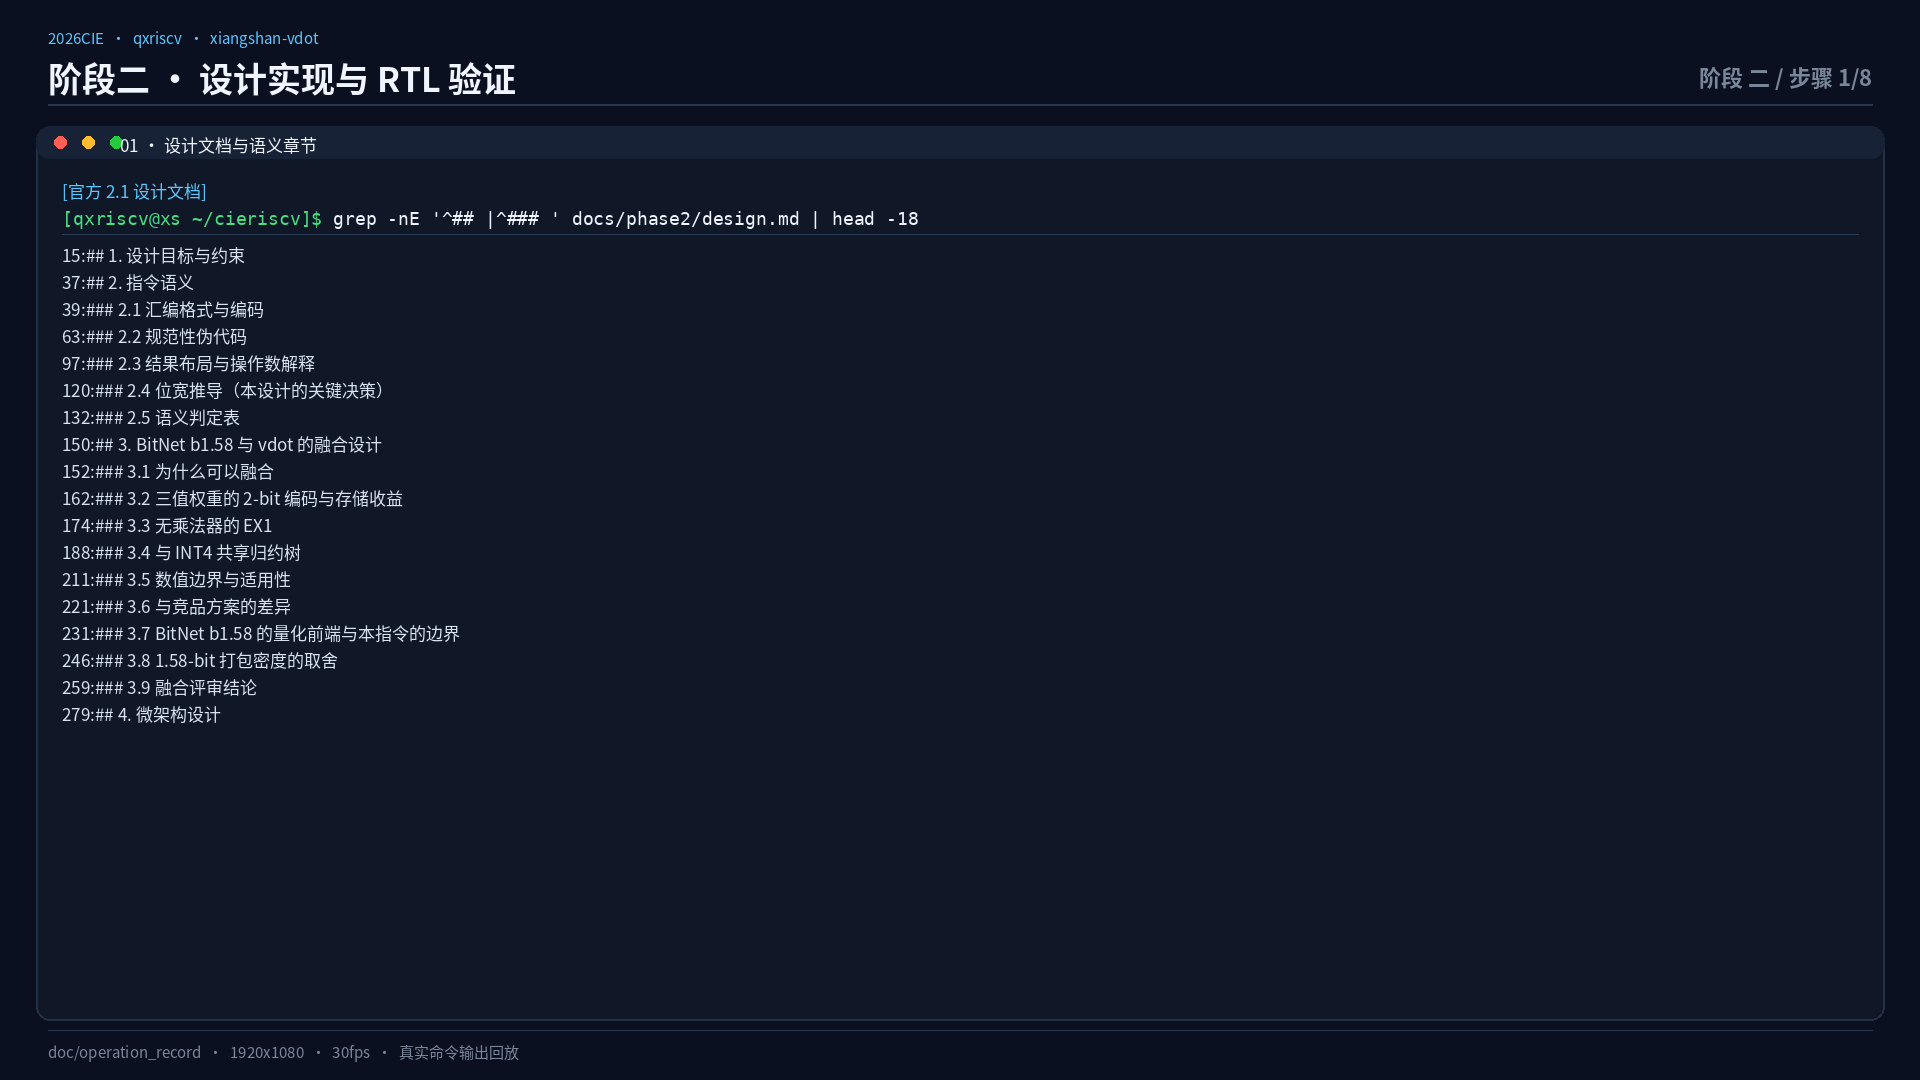 2026CIE · qxriscv · xiangshan-vdot
阶段二 · 设计实现与 RTL 验证
阶段 二 / 步骤 1/8
01 · 设计文档与语义章节
[官方 2.1 设计文档]
[qxriscv@xs ~/cieriscv]$ grep -nE '^## |^### ' docs/phase2/design.md | head -18
15:## 1. 设计目标与约束
37:## 2. 指令语义
39:### 2.1 汇编格式与编码
63:### 2.2 规范性伪代码
97:### 2.3 结果布局与操作数解释
120:### 2.4 位宽推导（本设计的关键决策）
132:### 2.5 语义判定表
150:## 3. BitNet b1.58 与 vdot 的融合设计
152:### 3.1 为什么可以融合
162:### 3.2 三值权重的 2-bit 编码与存储收益
174:### 3.3 无乘法器的 EX1
188:### 3.4 与 INT4 共享归约树
211:### 3.5 数值边界与适用性
221:### 3.6 与竞品方案的差异
231:### 3.7 BitNet b1.58 的量化前端与本指令的边界
246:### 3.8 1.58-bit 打包密度的取舍
259:### 3.9 融合评审结论
279:## 4. 微架构设计
doc/operation_record · 1920x1080 · 30fps · 真实命令输出回放